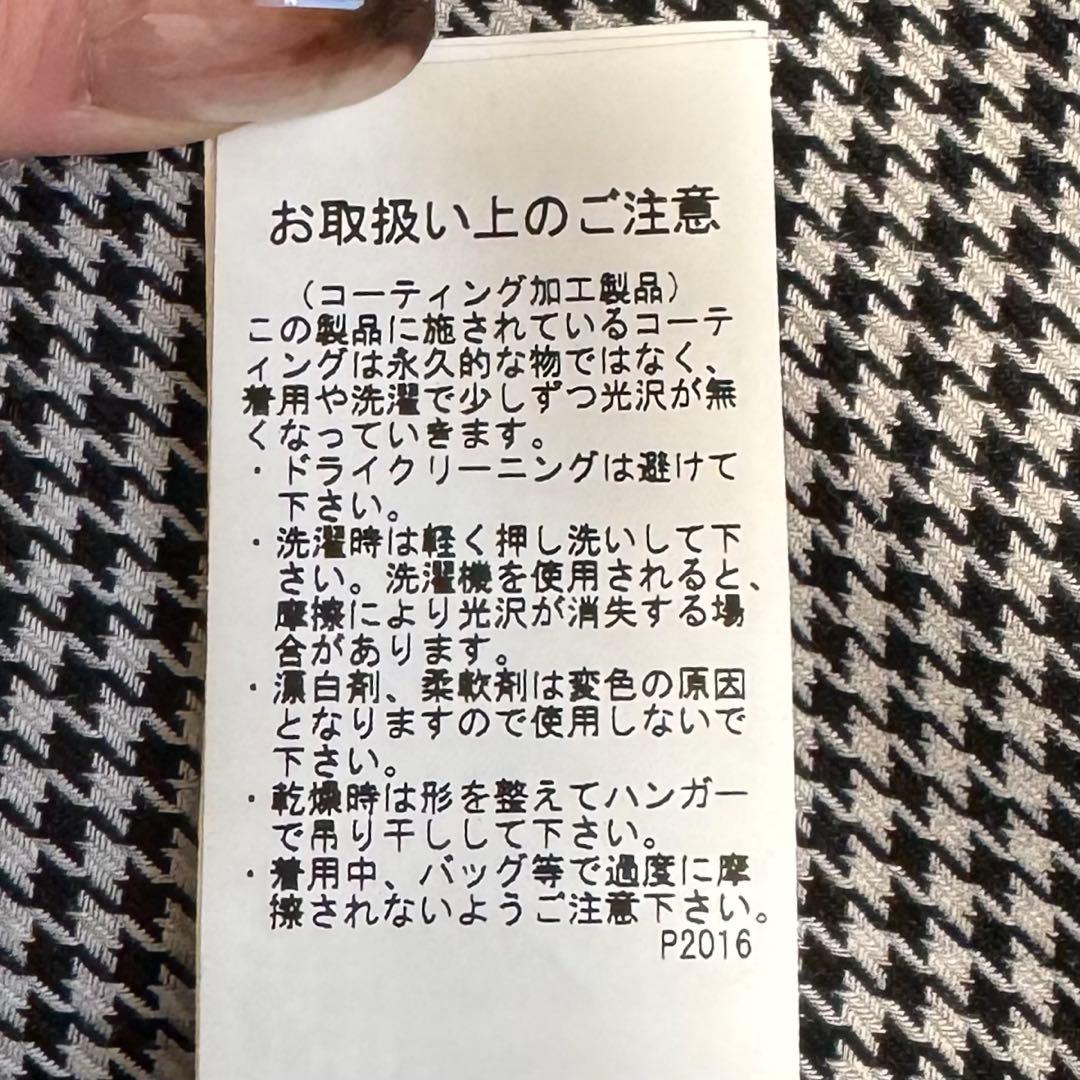 お取扱い上のご注意
（コーティング加工製品）
この製品に施されているコーテ
ィングは永久的な物ではなく、
着用や洗濯で少しずつ光沢が無
くなっていきます。
・ドライクリーニングは避けて
下さい。
・洗濯時は軽く押し洗いして下
さい。洗濯機を使用されると、
摩擦により光沢が消失する場
合があります。
・漂白剤、柔軟剤は変色の原因
となりますので使用しないで
下さい。
・乾燥時は形を整えてハンガー
で吊り干しして下さい。
・着用中、バッグ等で過度に摩
擦されないようご注意下さい。
P2016